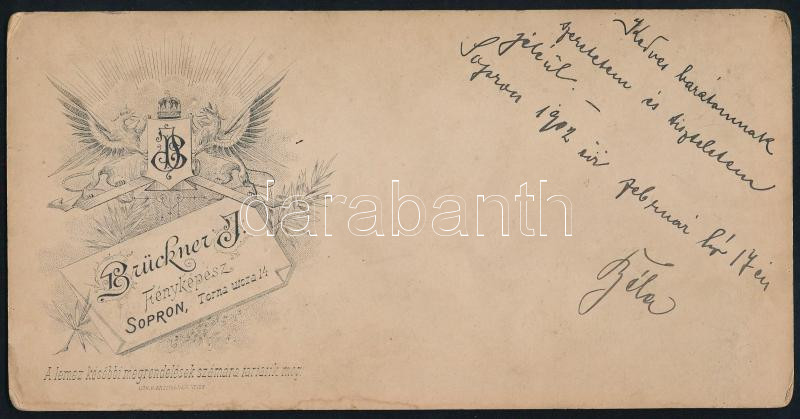 JB
Brückner J.
Fényképész
SOPRON, Torna utcza 14
A lemez későbbi megrendelések számára tartatik meg.
Kedves barátomnak
szeretetem és tiszteletem
jeléül. –
Sopron 1902 évi február hó 17én
Béla
darabanth